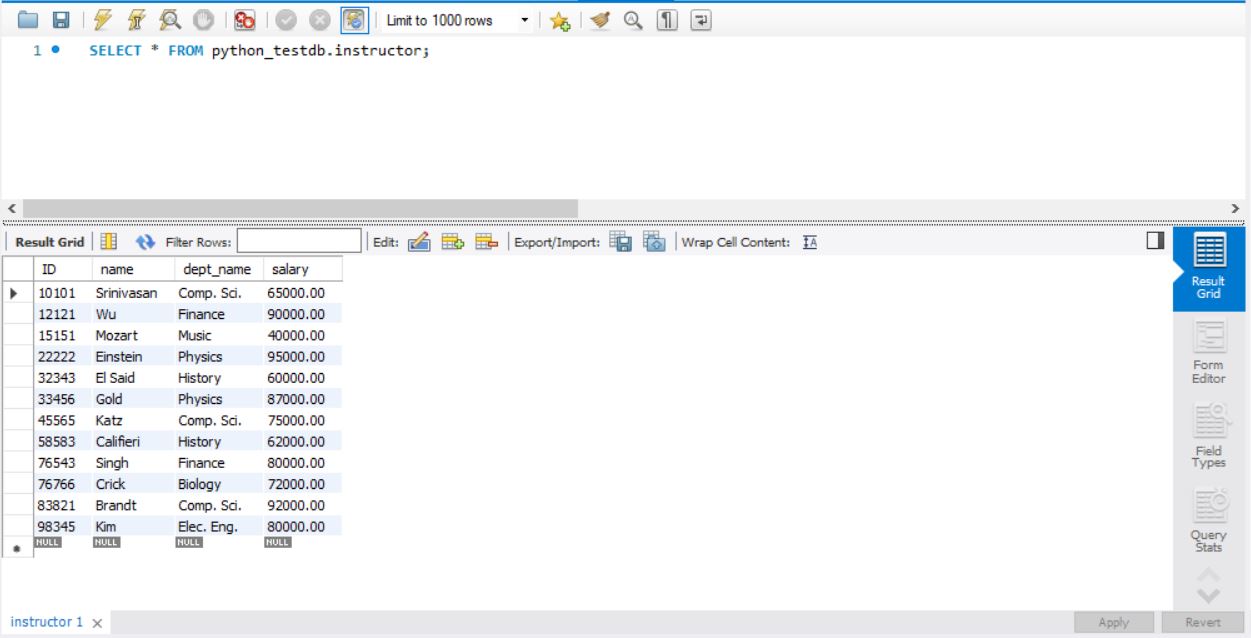 Limit to 1000 rows
1 SELECT * FROM python_testdb.instructor;
Result Grid Filter Rows: Edit: Export/Import: Wrap Cell Content: IA
ID name dept_name salary
10101 Srinivasan Comp. Sci. 65000.00
12121 Wu Finance 90000.00
15151 Mozart Music 40000.00
22222 Einstein Physics 95000.00
32343 El Said History 60000.00
33456 Gold Physics 87000.00
45565 Katz Comp. Sci. 75000.00
58583 Califieri History 62000.00
76543 Singh Finance 80000.00
76766 Crick Biology 72000.00
83821 Brandt Comp. Sci. 92000.00
98345 Kim Elec. Eng. 80000.00
NULL NULL NULL NULL
Result
Grid
Form
Editor
Field
Types
Query
Stats
instructor 1 Apply Revert